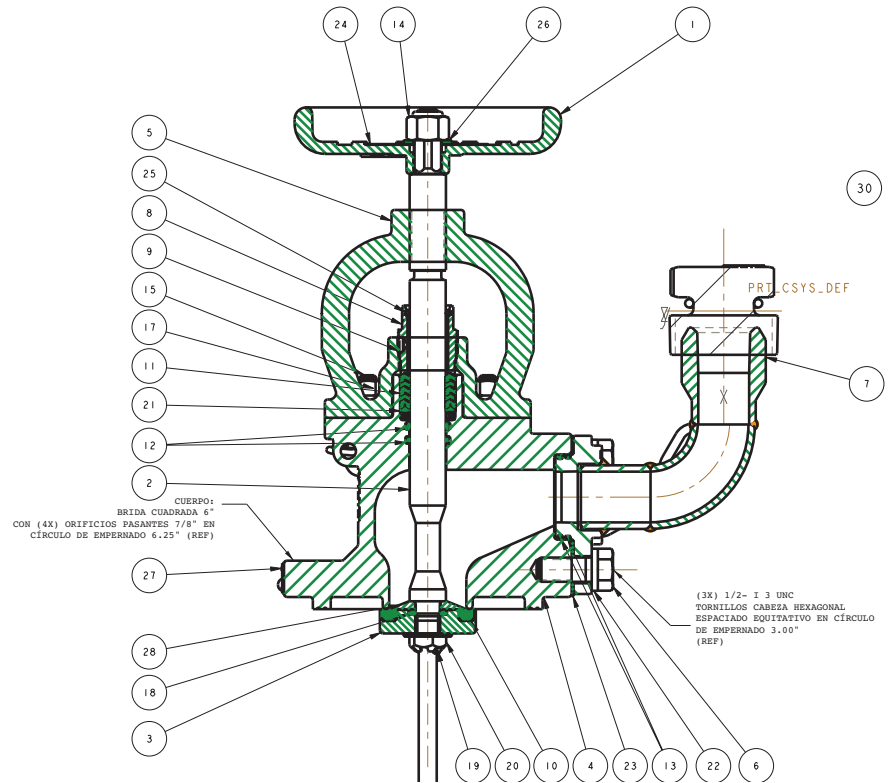 24
14
26
1
5
25
30
8
9
PRT_CSYS_DEF
15
17
11
7
21
12
2
CUERPO:
BRIDA CUADRADA 6"
CON (4X) ORIFICIOS PASANTES 7/8" EN
CÍRCULO DE EMPERNADO 6.25" (REF)
27
(3X) 1/2- I 3 UNC
TORNILLOS CABEZA HEXAGONAL
ESPACIADO EQUITATIVO EN CÍRCULO
DE EMPERNADO 3.00"
(REF)
28
18
3
19
20
10
4
23
13
22
6